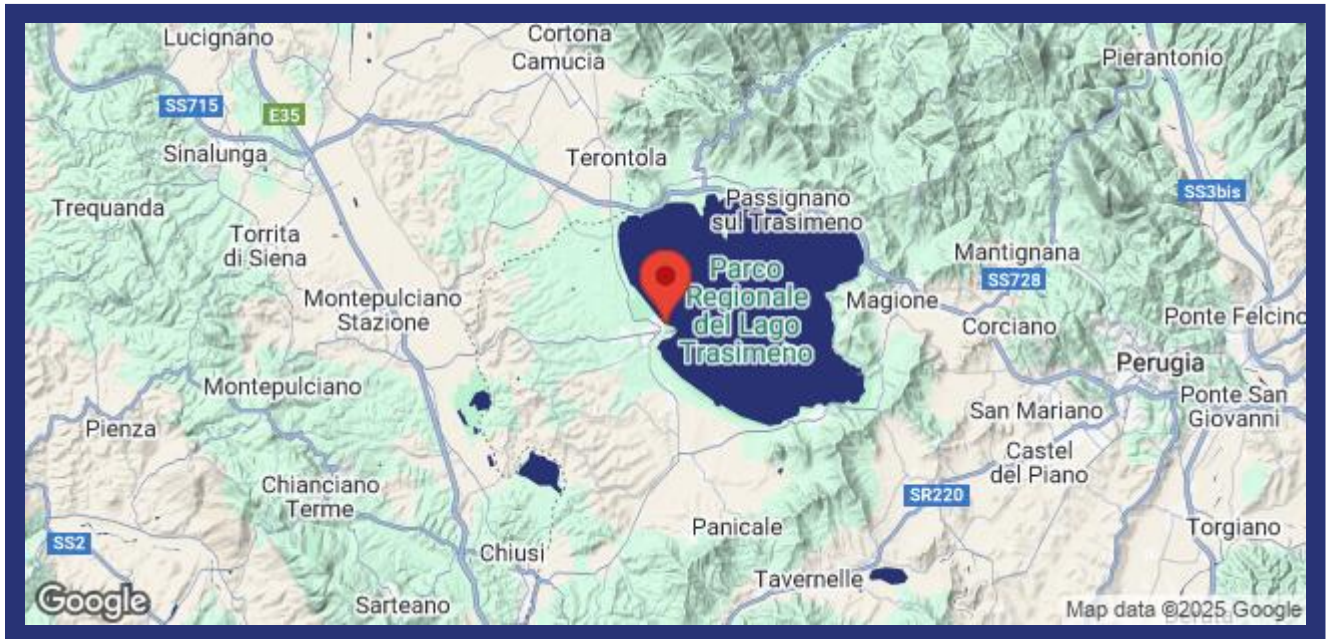 Lucignano
Cortona
Camucia
Pierantonio
SS715
E35
Sinalunga
Terontola
SS3bis
Passignano
sul Trasimeno
Trequanda
Torrita
di Siena
Mantignana
Parco
Regionale
del Lago
Trasimeno
SS728
Montepulciano
Stazione
Magione
Corciano
Ponte Felcino
Perugia
Montepulciano
Ponte San
Giovanni
San Mariano
Pienza
Castel
del Piano
Chianciano
Terme
SR220
Panicale
Torgiano
SS2
Chiusi
Tavernelle
Google
Sarteano
Map data ©2025 Google